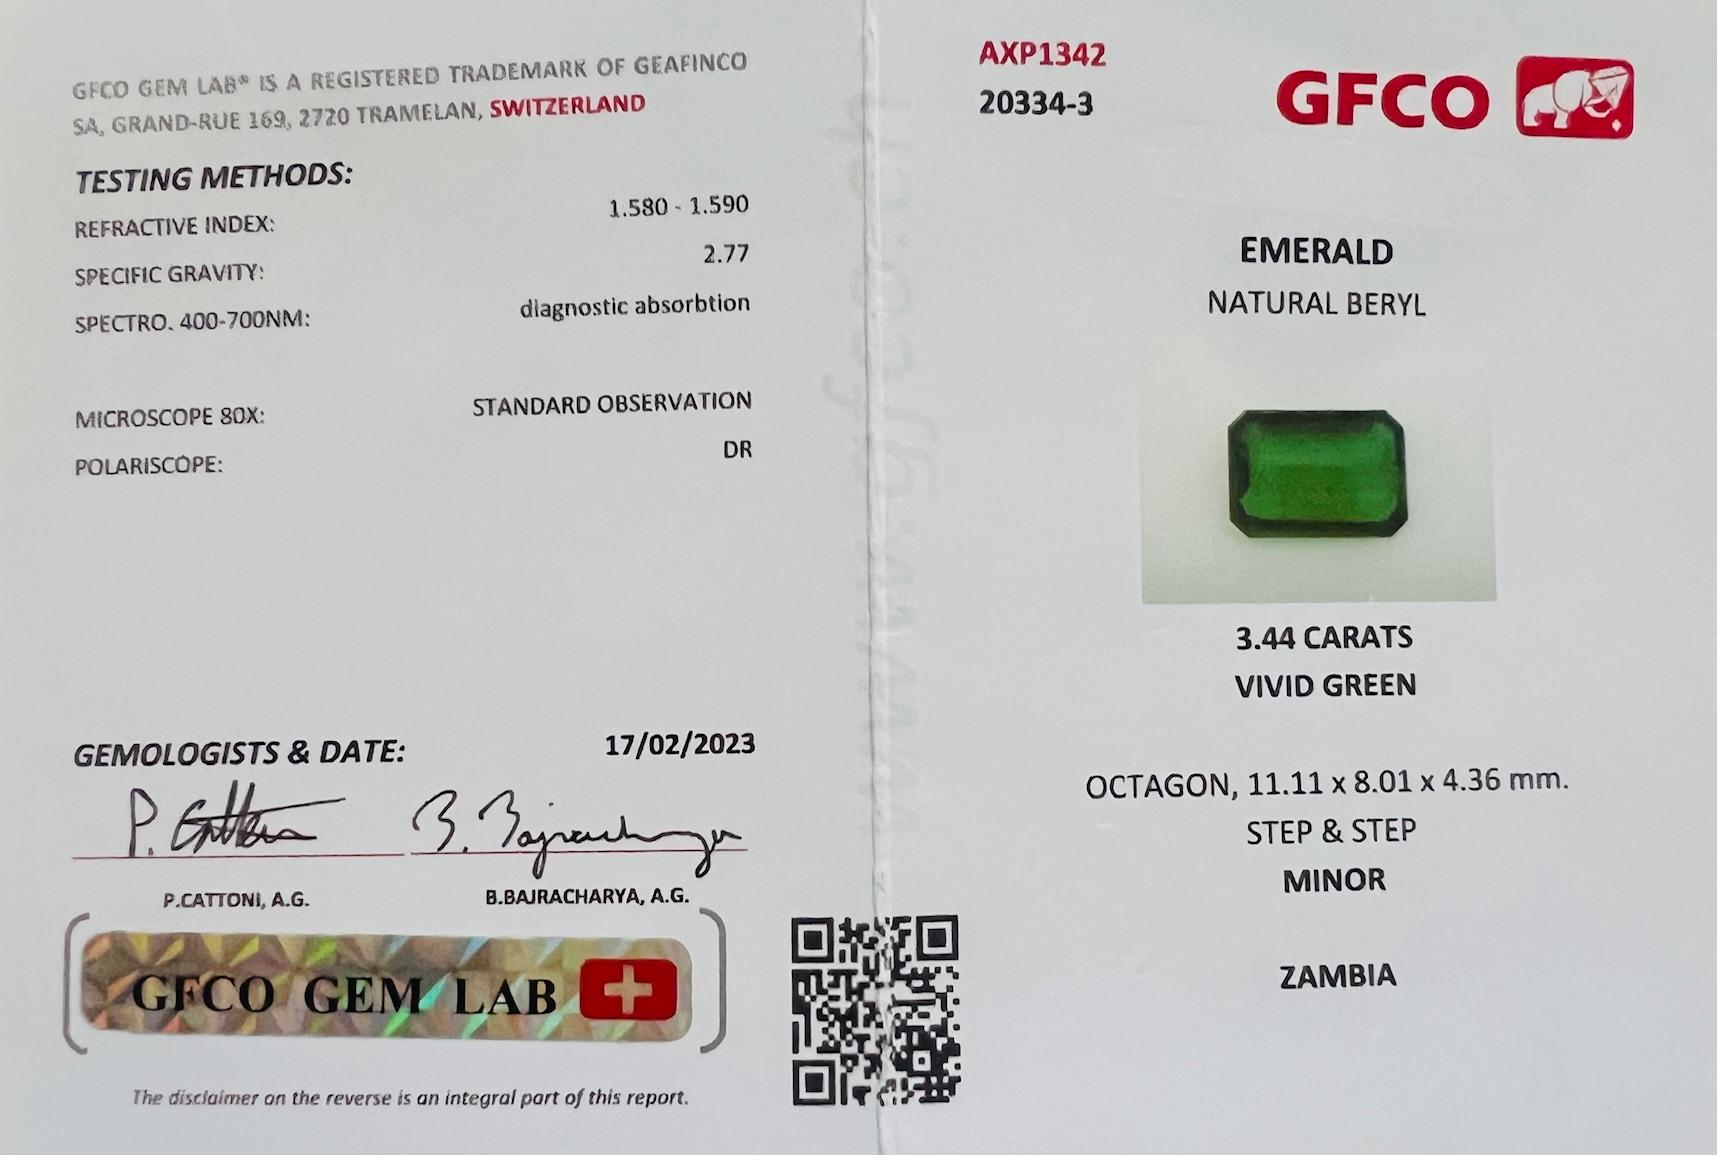 GFCO GEM LAB® IS A REGISTERED TRADEMARK OF GEAFINCO
SA, GRAND-RUE 169, 2720 TRAMELAN, SWITZERLAND
TESTING METHODS:
REFRACTIVE INDEX: 1.580 - 1.590
SPECIFIC GRAVITY: 2.77
SPECTRO. 400-700NM: diagnostic absorbtion
MICROSCOPE 80X: STANDARD OBSERVATION
POLARISCOPE: DR
GEMOLOGISTS & DATE: 17/02/2023
P. Cattoni B. Bajracharya
P.CATTONI, A.G. B.BAJRACHARYA, A.G.
GFCO GEM LAB
The disclaimer on the reverse is an integral part of this report.
AXP1342
20334-3
GFCO
EMERALD
NATURAL BERYL
3.44 CARATS
VIVID GREEN
OCTAGON, 11.11 x 8.01 x 4.36 mm.
STEP & STEP
MINOR
ZAMBIA